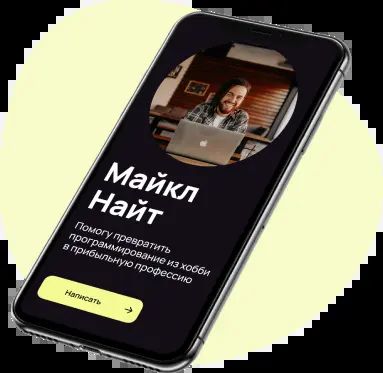 Майкл
Найт
Помогу превратить
программирование из хобби
в прибыльную профессию
Написать